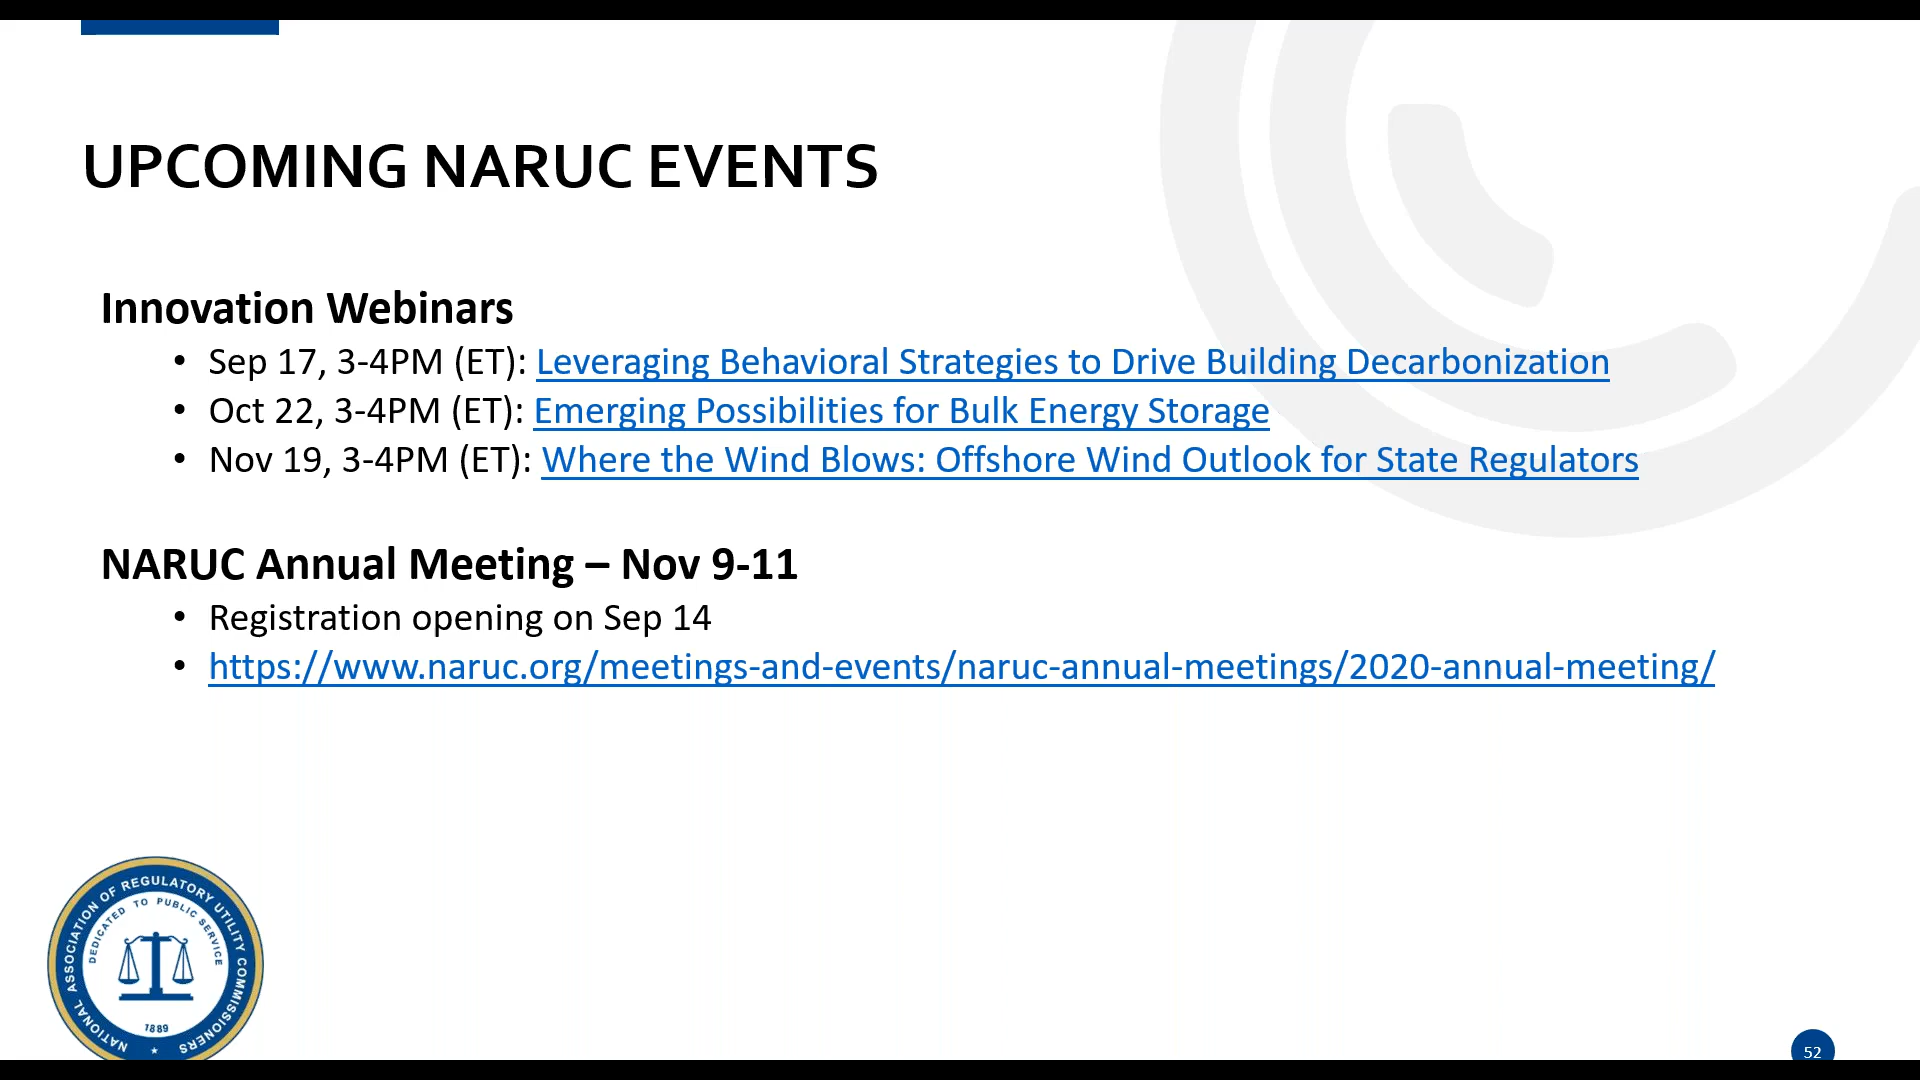 UPCOMING NARUC EVENTS
Innovation Webinars
• Sep 17, 3-4PM (ET): Leveraging Behavioral Strategies to Drive Building Decarbonization
• Oct 22, 3-4PM (ET): Emerging Possibilities for Bulk Energy Storage
• Nov 19, 3-4PM (ET): Where the Wind Blows: Offshore Wind Outlook for State Regulators
NARUC Annual Meeting – Nov 9-11
• Registration opening on Sep 14
• https://www.naruc.org/meetings-and-events/naruc-annual-meetings/2020-annual-meeting/
NATIONAL ASSOCIATION OF REGULATORY UTILITY COMMISSIONERS
DEDICATED TO PUBLIC SERVICE
1889
52